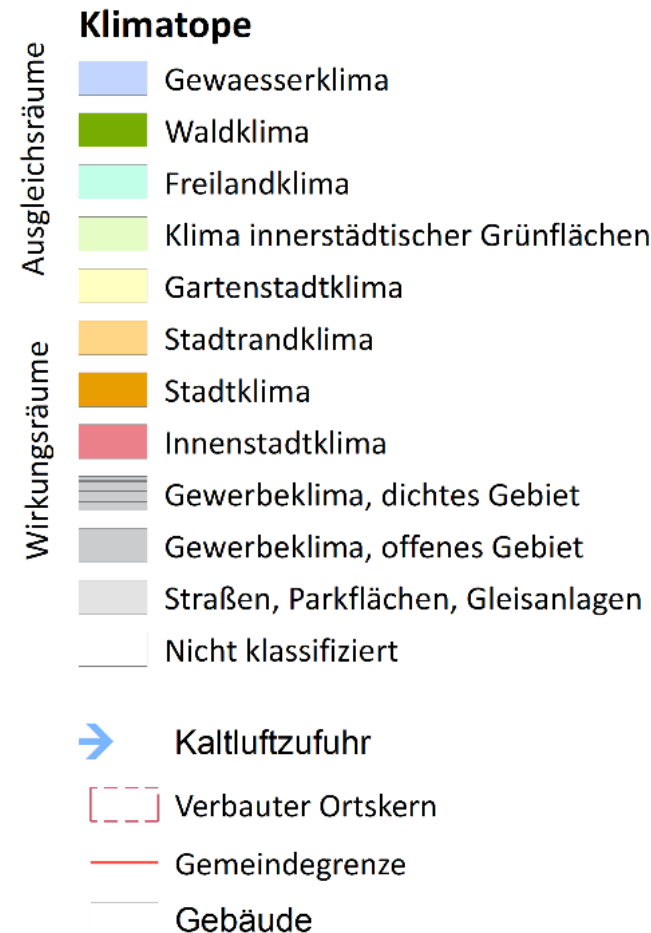 Klimatope
Ausgleichsräume
Gewaesserklima
Waldklima
Freilandklima
Klima innerstädtischer Grünflächen
Wirkungsräume
Gartenstadtklima
Stadtrandklima
Stadtklima
Innenstadtklima
Gewerbeklima, dichtes Gebiet
Gewerbeklima, offenes Gebiet
Straßen, Parkflächen, Gleisanlagen
Nicht klassifiziert
Kaltluftzufuhr
Verbauter Ortskern
Gemeindegrenze
Gebäude